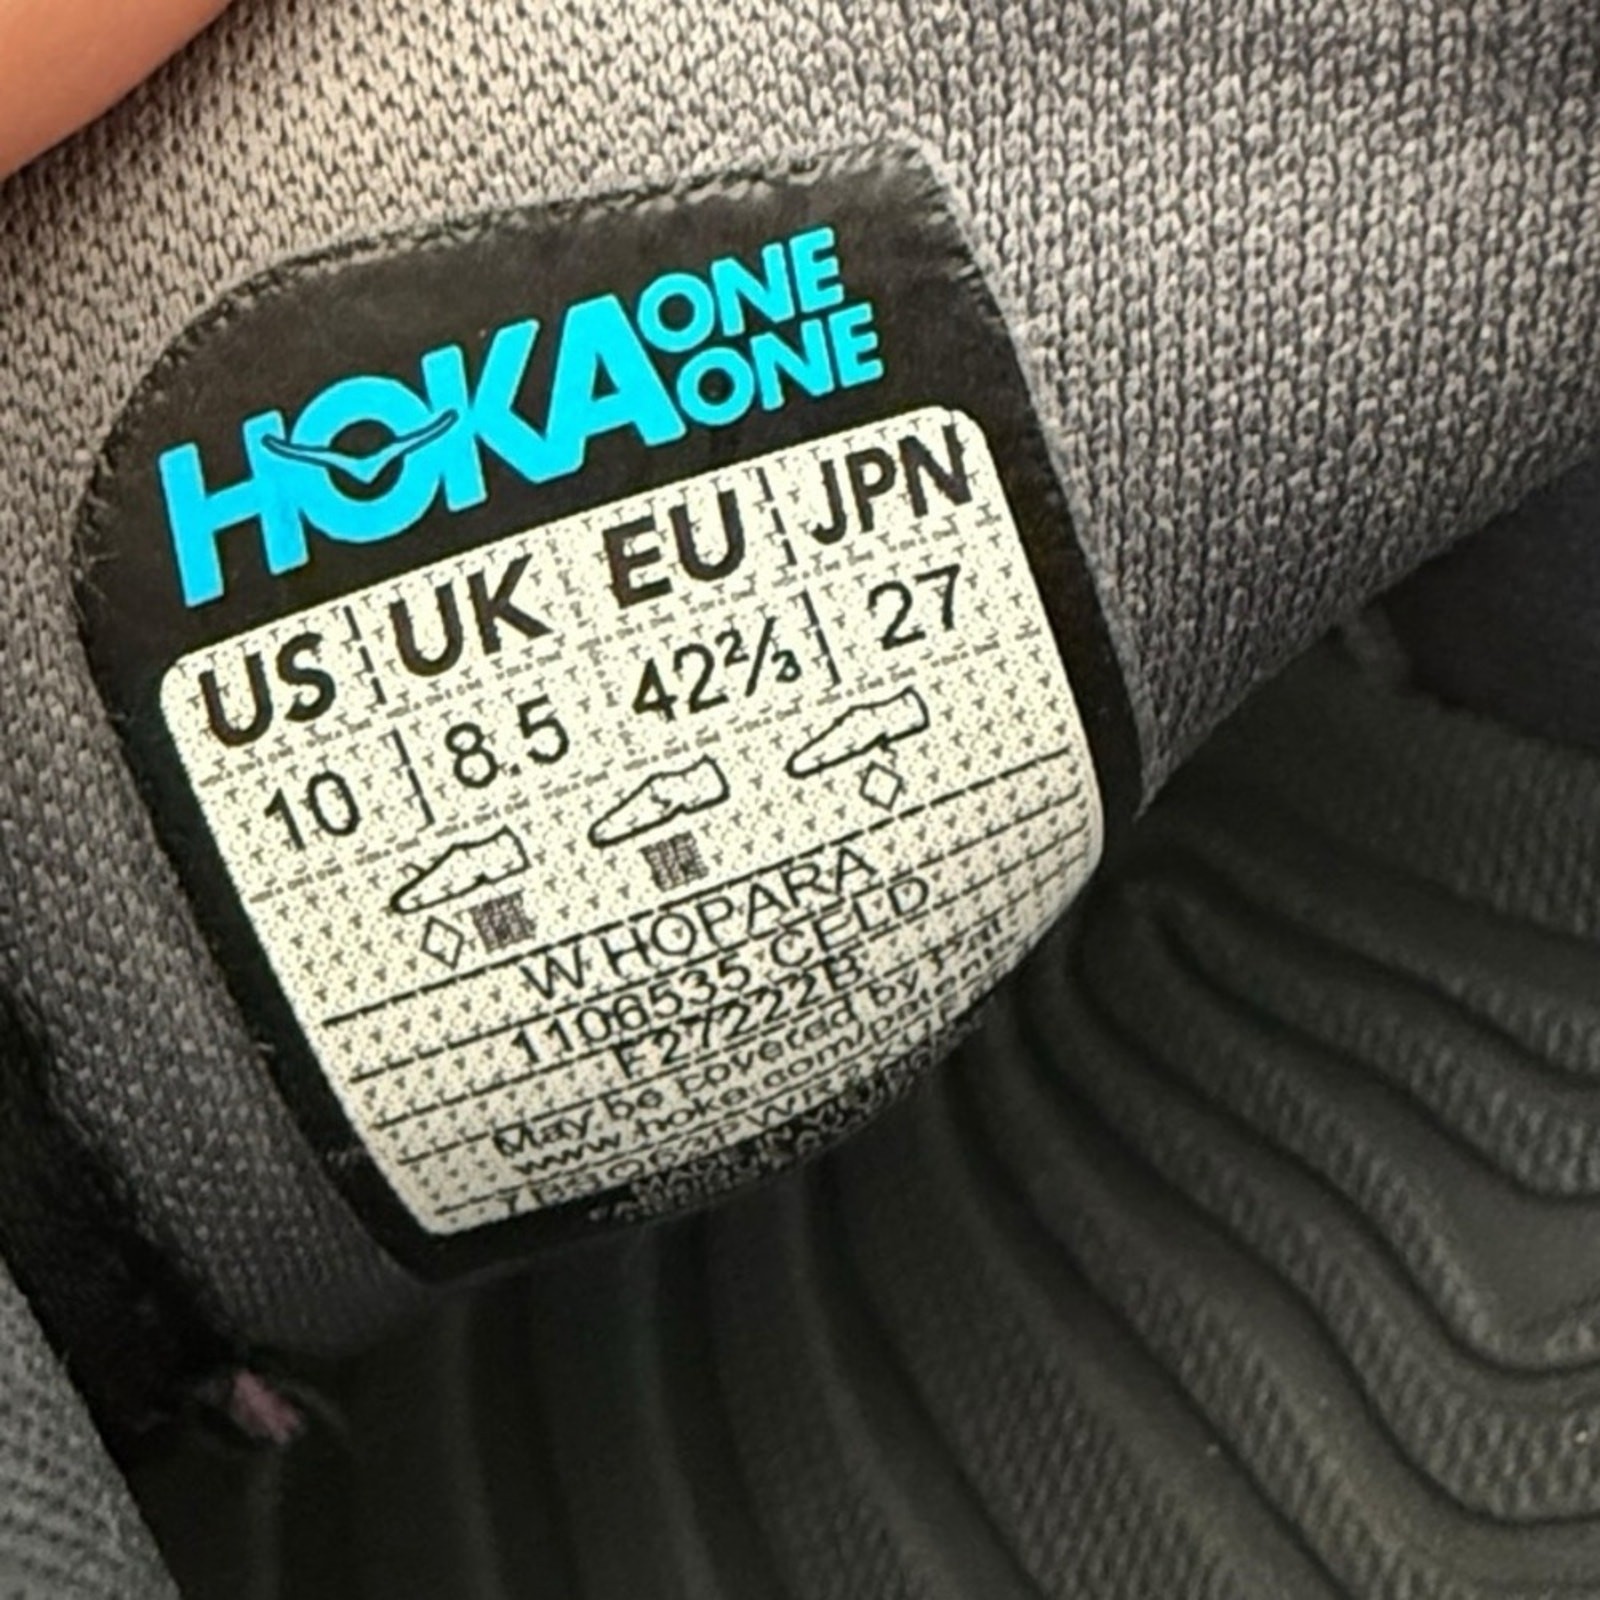 HOKA ONE ONE
US UK EU JPN
10 8.5 42⅔ 27
W HOPARA
1106535 CELD
F27222B
May be covered by Pat.
www.hoka.com/patents